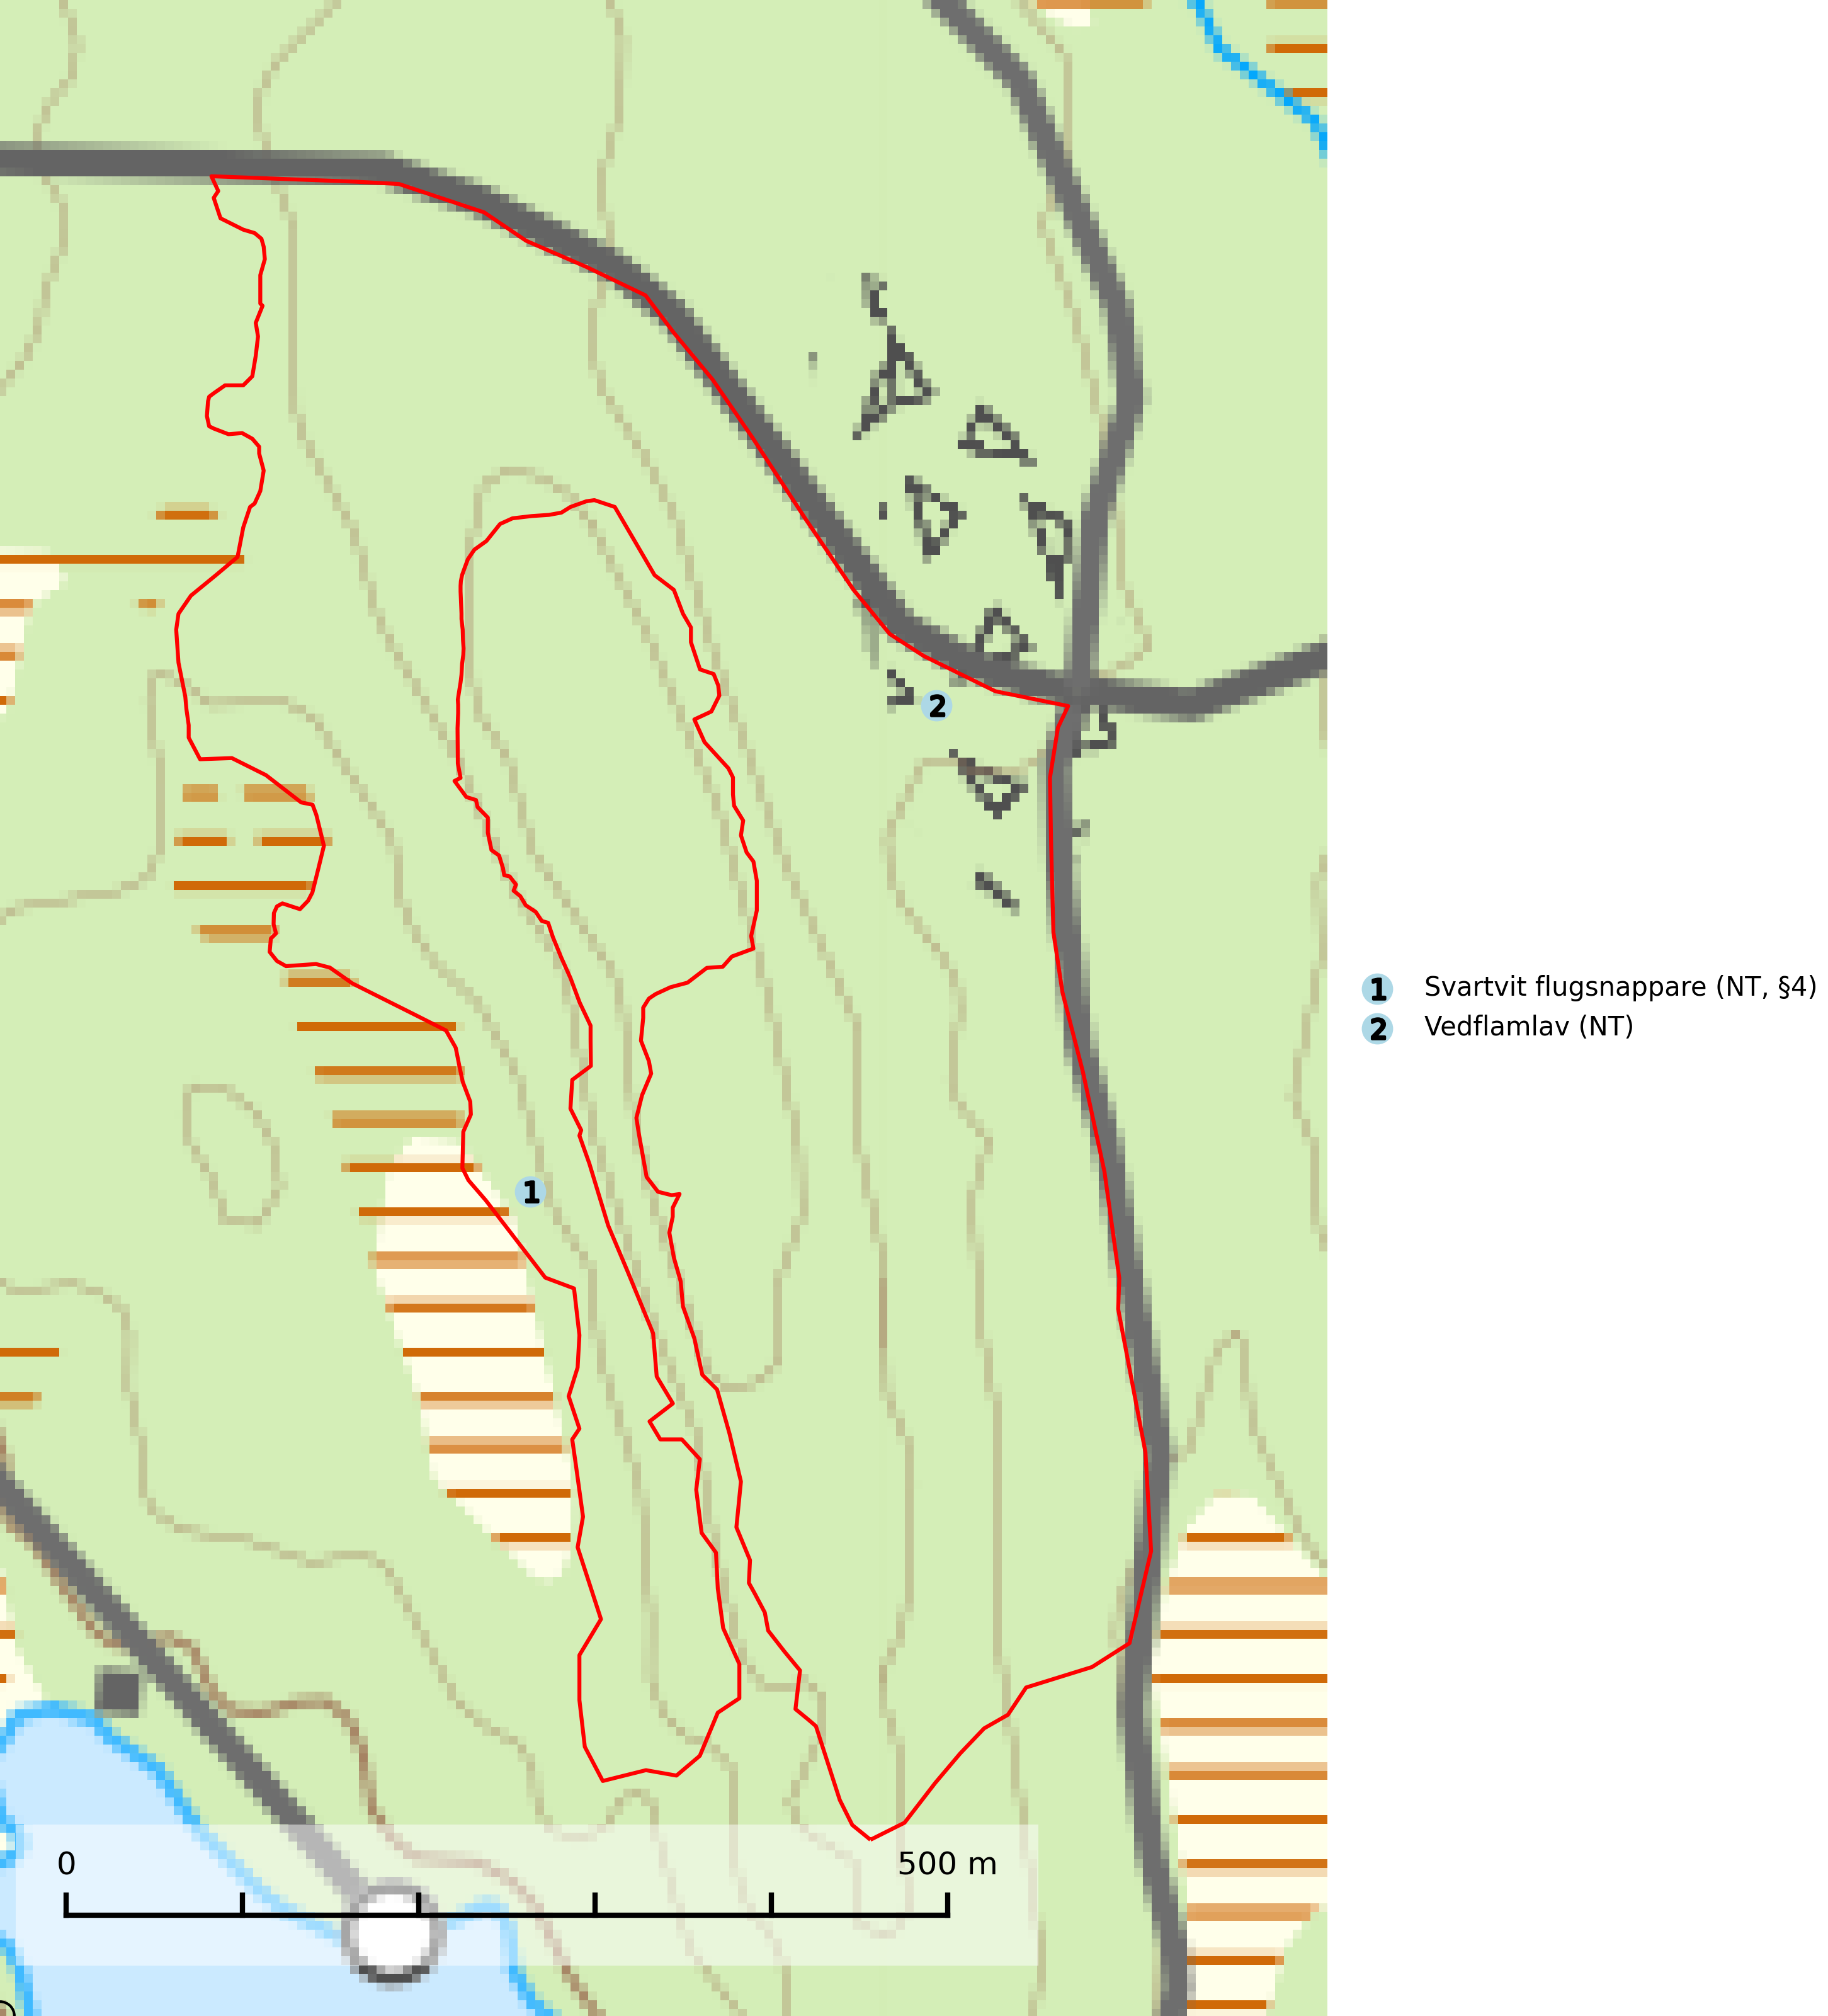 2
1 Svartvit flugsnappare (NT, §4)
2 Vedflamlav (NT)
1
0 500 m